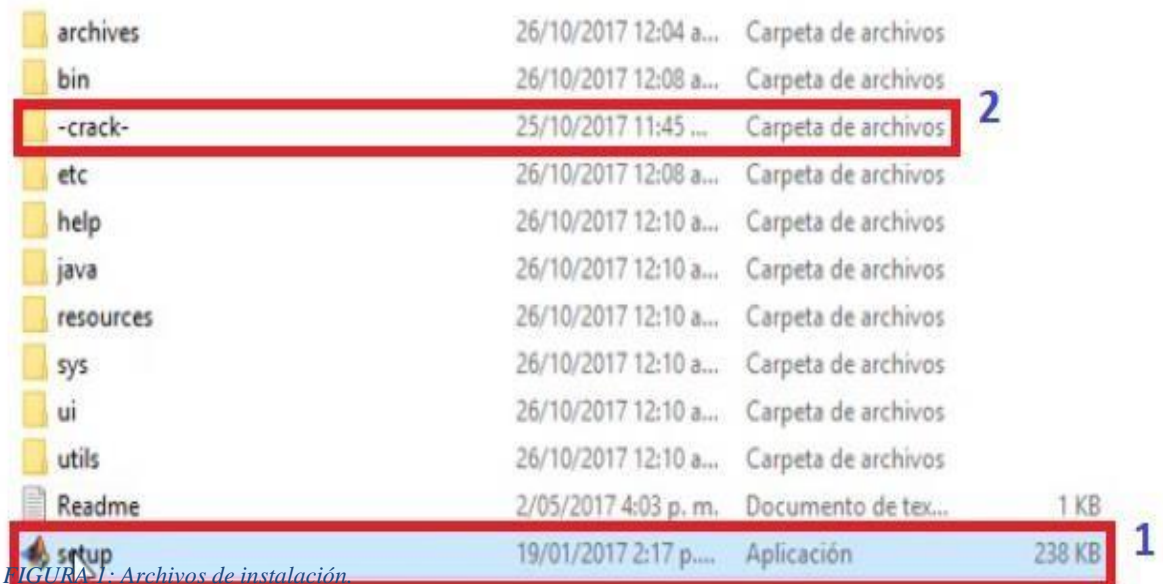 archives 26/10/2017 12:04 a... Carpeta de archivos
bin 26/10/2017 12:08 a... Carpeta de archivos
-crack- 25/10/2017 11:45 ... Carpeta de archivos 2
etc 26/10/2017 12:08 a... Carpeta de archivos
help 26/10/2017 12:10 a... Carpeta de archivos
java 26/10/2017 12:10 a... Carpeta de archivos
resources 26/10/2017 12:10 a... Carpeta de archivos
sys 26/10/2017 12:10 a... Carpeta de archivos
ui 26/10/2017 12:10 a... Carpeta de archivos
utils 26/10/2017 12:10 a... Carpeta de archivos
Readme 2/05/2017 4:03 p. m. Documento de tex... 1 KB
setup 19/01/2017 2:17 p.... Aplicación 238 KB 1
FIGURA 1: Archivos de instalación.